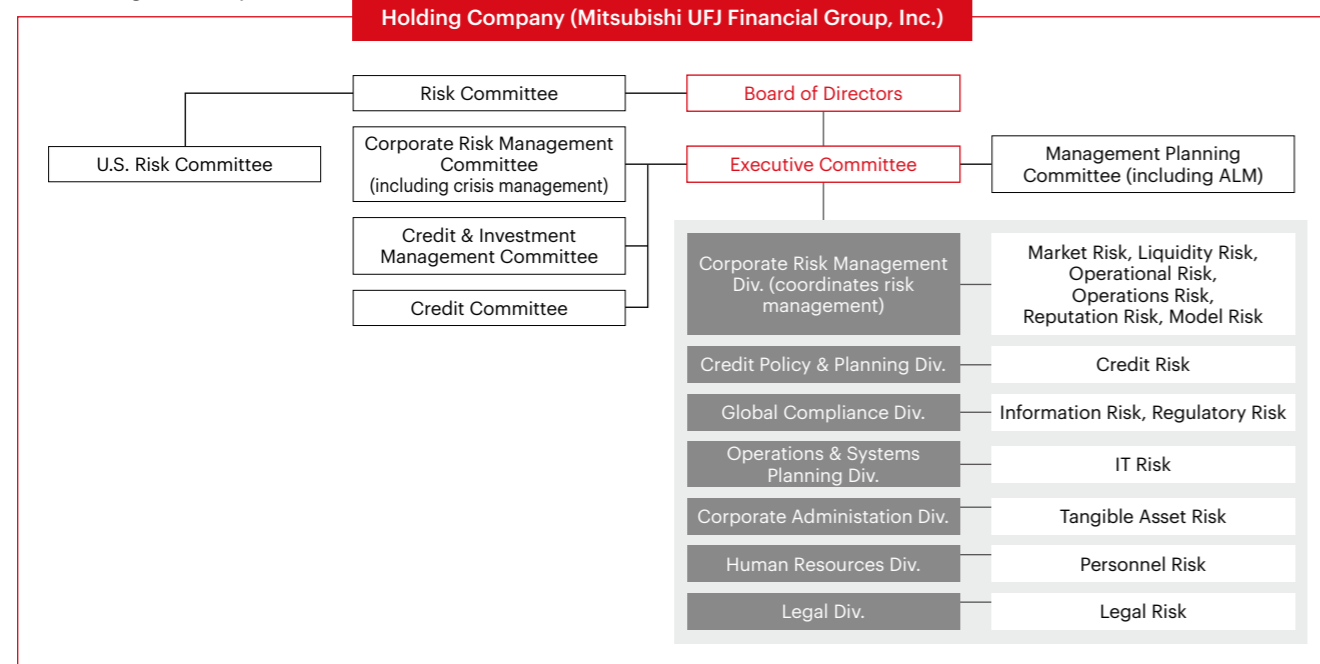 Holding Company (Mitsubishi UFJ Financial Group, Inc.)
Risk Committee
Board of Directors
U.S. Risk Committee
Corporate Risk Management
Committee
(including crisis management)
Executive Committee
Management Planning
Committee (including ALM)
Credit & Investment
Management Committee
Credit Committee
Corporate Risk Management
Div. (coordinates risk
management)
Market Risk, Liquidity Risk,
Operational Risk,
Operations Risk,
Reputation Risk, Model Risk
Credit Policy & Planning Div.
Credit Risk
Global Compliance Div.
Information Risk, Regulatory Risk
Operations & Systems
Planning Div.
IT Risk
Corporate Administation Div.
Tangible Asset Risk
Human Resources Div.
Personnel Risk
Legal Div.
Legal Risk